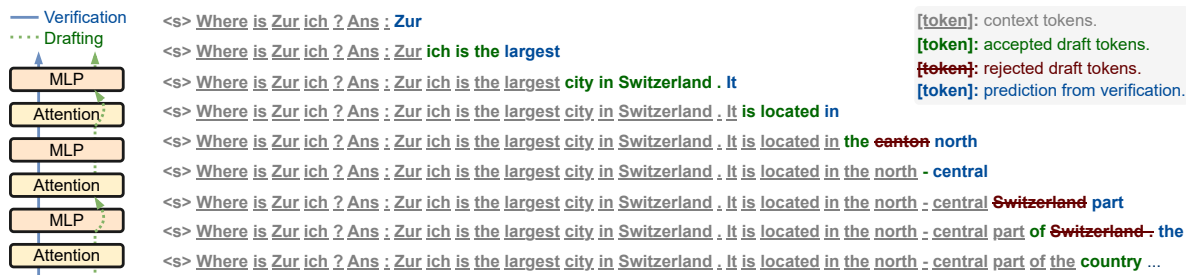 Verification
Drafting
MLP
Attention
MLP
Attention
MLP
Attention
<s> Where is Zur ich ? Ans : Zur
<s> Where is Zur ich ? Ans : Zur ich is the largest
<s> Where is Zur ich ? Ans : Zur ich is the largest city in Switzerland . It
<s> Where is Zur ich ? Ans : Zur ich is the largest city in Switzerland . It is located in
<s> Where is Zur ich ? Ans : Zur ich is the largest city in Switzerland . It is located in the canton north
<s> Where is Zur ich ? Ans : Zur ich is the largest city in Switzerland . It is located in the north - central
<s> Where is Zur ich ? Ans : Zur ich is the largest city in Switzerland . It is located in the north - central Switzerland part
<s> Where is Zur ich ? Ans : Zur ich is the largest city in Switzerland . It is located in the north - central part of Switzerland . the
<s> Where is Zur ich ? Ans : Zur ich is the largest city in Switzerland . It is located in the north - central part of the country ...
[token]: context tokens.
[token]: accepted draft tokens.
[token]: rejected draft tokens.
[token]: prediction from verification.